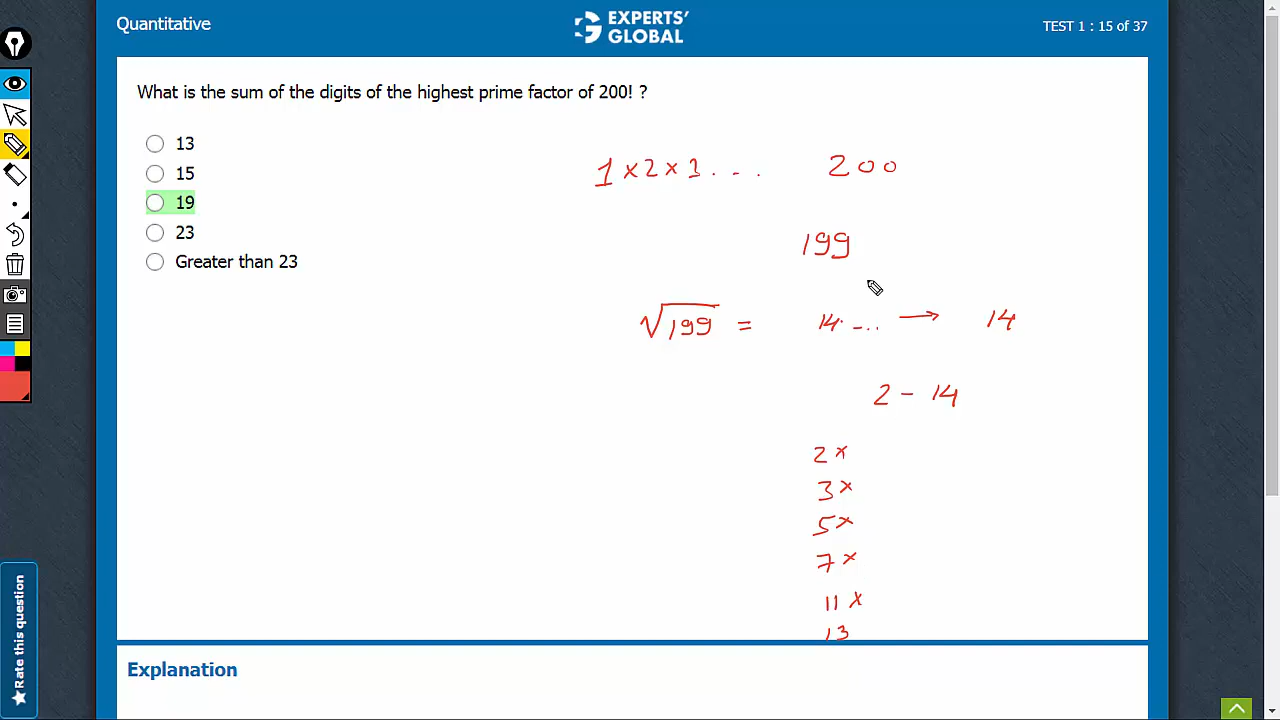 Quantitative
EXPERTS'
GLOBAL
TEST 1 : 15 of 37
What is the sum of the digits of the highest prime factor of 200! ?
13
15
19
23
Greater than 23
1 x 2 x 3 . . . 200
199
√199 = 14. ... → 14
2 - 14
2 x
3 x
5 x
7 x
11 x
13
Explanation
Rate this question